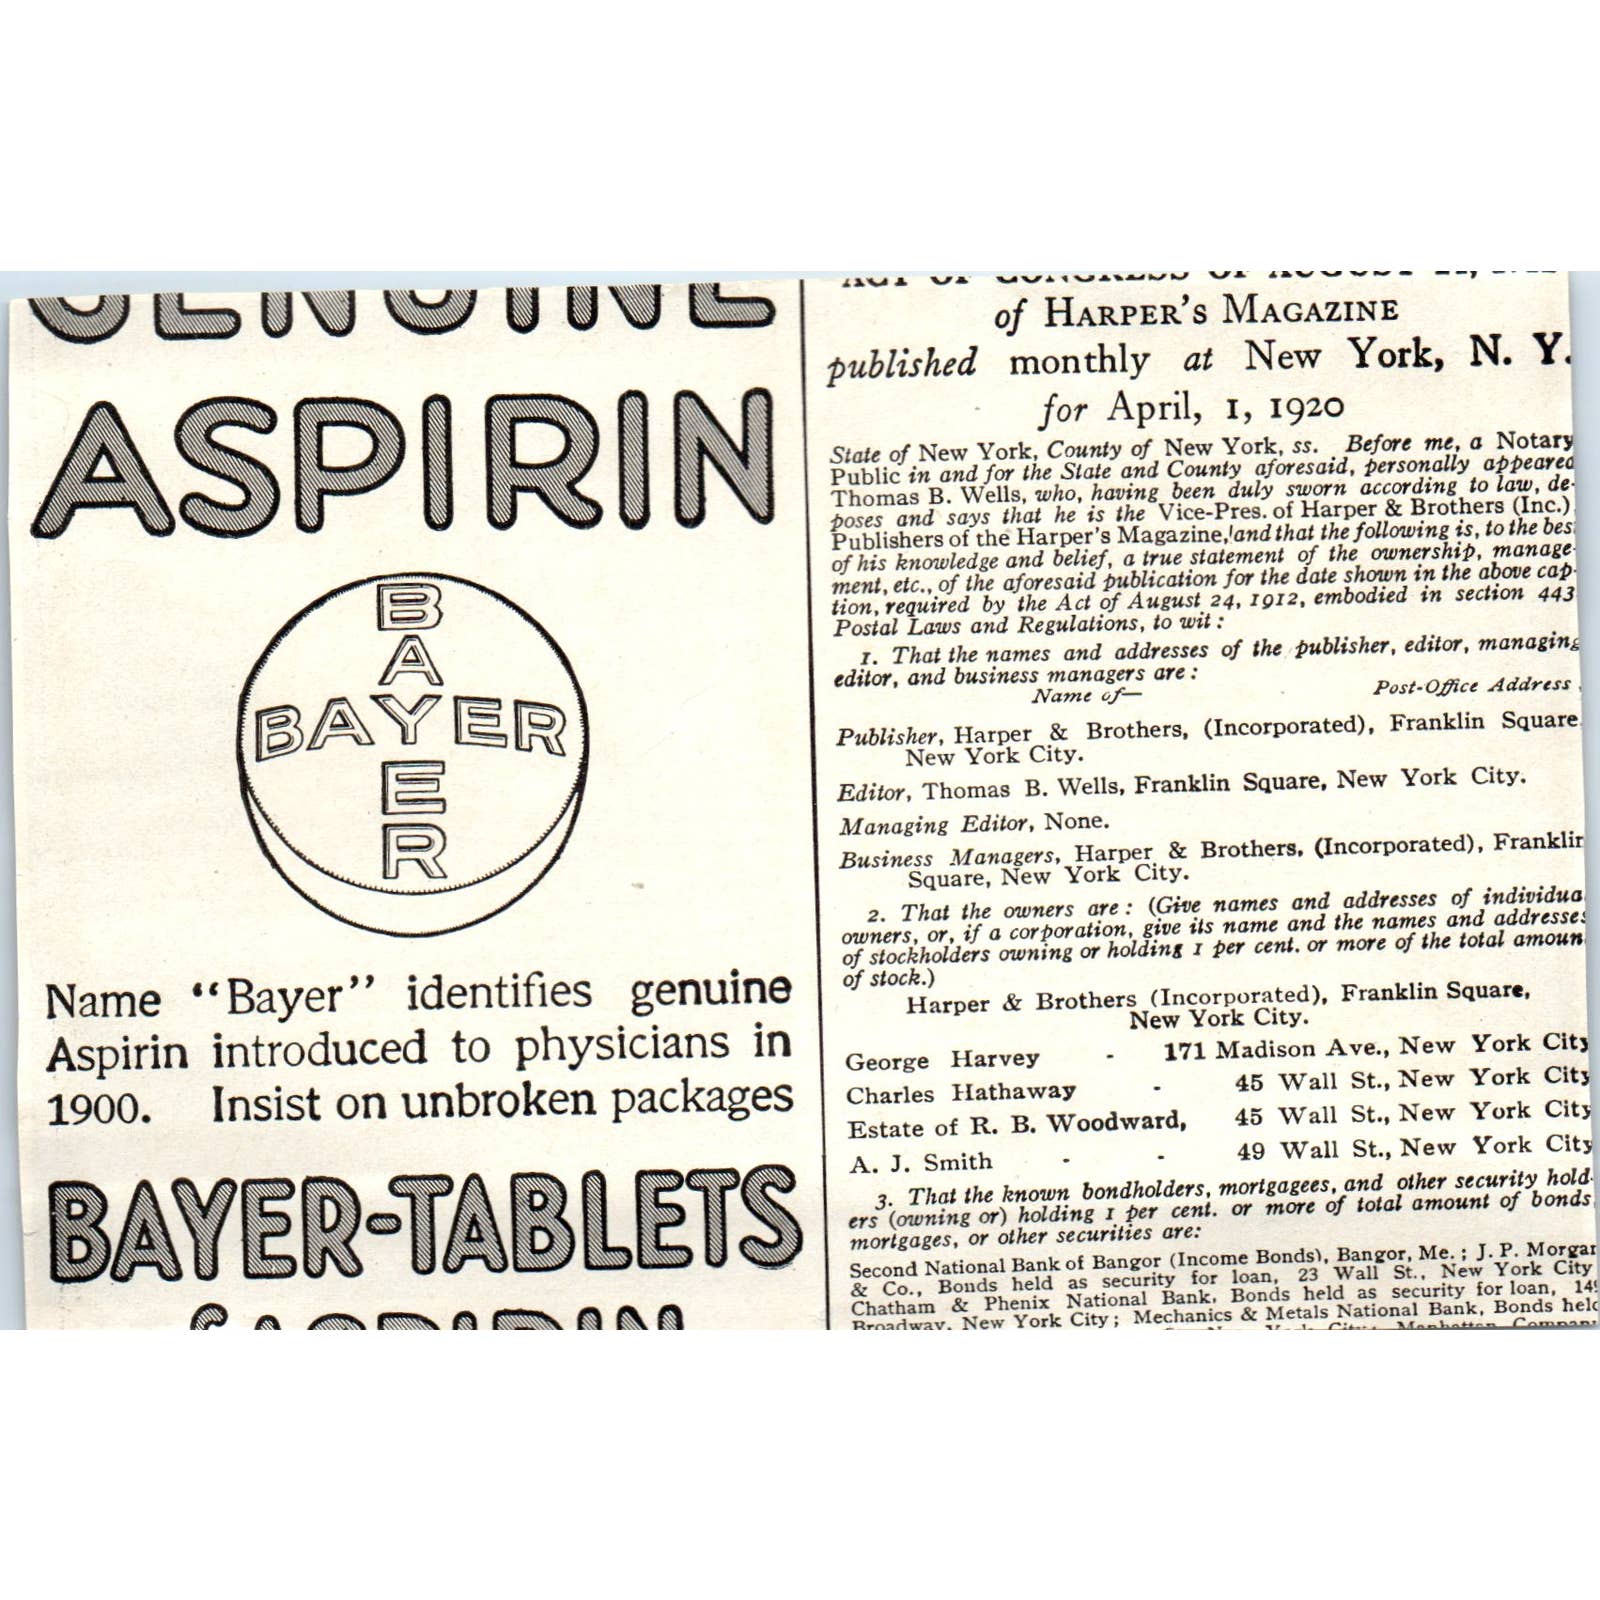 GENUINE
ASPIRIN
BAYER
BAYER
Name "Bayer" identifies genuine
Aspirin introduced to physicians in
1900. Insist on unbroken packages
BAYER-TABLETS
ASPIRIN
ACT OF CONGRESS OF AUGUST
of HARPER'S MAGAZINE
published monthly at New York, N. Y.
for April, 1, 1920
State of New York, County of New York, ss. Before me, a Notary
Public in and for the State and County aforesaid, personally appeared
Thomas B. Wells, who, having been duly sworn according to law, de-
poses and says that he is the Vice-Pres. of Harper & Brothers (Inc.)
Publishers of the Harper's Magazine, and that the following is, to the bes
of his knowledge and belief, a true statement of the ownership, manage-
ment, etc., of the aforesaid publication for the date shown in the above cap-
tion, required by the Act of August 24, 1912, embodied in section 443
Postal Laws and Regulations, to wit:
1. That the names and addresses of the publisher, editor, managing
editor, and business managers are:
Name of— Post-Office Address
Publisher, Harper & Brothers, (Incorporated), Franklin Square
New York City.
Editor, Thomas B. Wells, Franklin Square, New York City.
Managing Editor, None.
Business Managers, Harper & Brothers, (Incorporated), Franklin
Square, New York City.
2. That the owners are: (Give names and addresses of individua
owners, or, if a corporation, give its name and the names and addresses
of stockholders owning or holding 1 per cent. or more of the total amoun
of stock.)
Harper & Brothers (Incorporated), Franklin Square,
New York City.
George Harvey - 171 Madison Ave., New York City
Charles Hathaway - 45 Wall St., New York City
Estate of R. B. Woodward, 45 Wall St., New York City
A. J. Smith - - 49 Wall St., New York City
3. That the known bondholders, mortgagees, and other security hold-
ers (owning or) holding 1 per cent. or more of total amount of bonds
mortgages, or other securities are:
Second National Bank of Bangor (Income Bonds), Bangor, Me.; J. P. Morgan
& Co., Bonds held as security for loan, 23 Wall St., New York City
Chatham & Phenix National Bank, Bonds held as security for loan, 149
Broadway, New York City; Mechanics & Metals National Bank, Bonds held
New York City; Manhattan Company